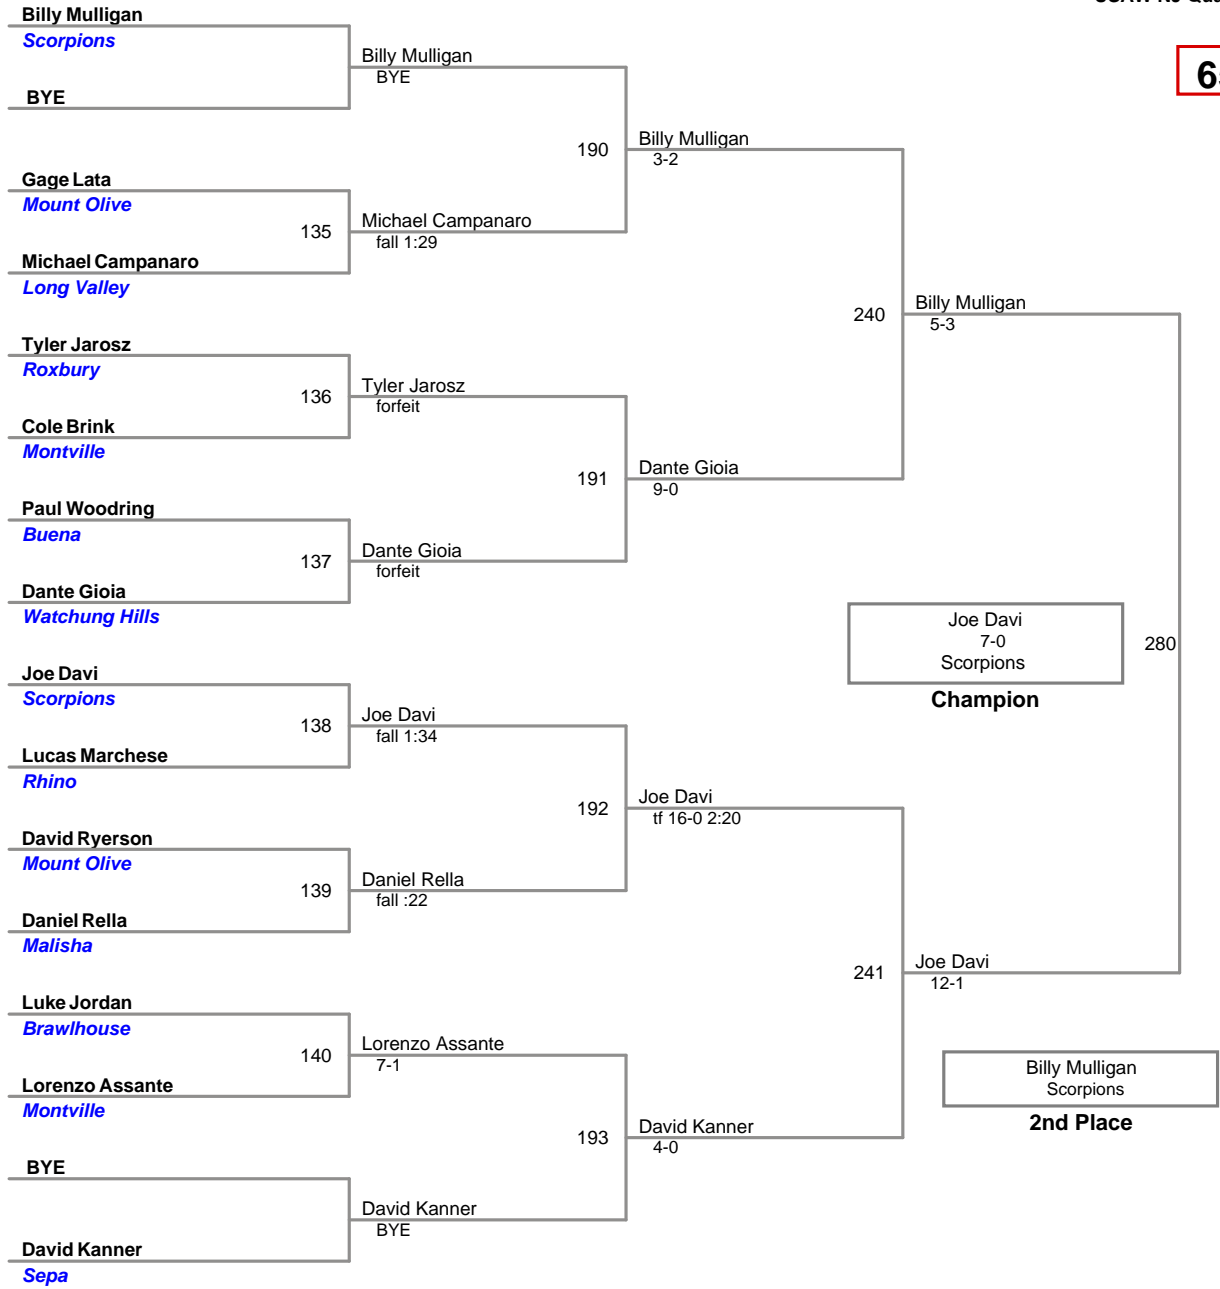 Billy Mulligan
Scorpions
BYE
Gage Lata
Mount Olive
135
Michael Campanaro
Long Valley
Tyler Jarosz
Roxbury
136
Cole Brink
Montville
Paul Woodring
Buena
137
Dante Gioia
Watchung Hills
Joe Davi
Scorpions
138
Lucas Marchese
Rhino
David Ryerson
Mount Olive
139
Daniel Rella
Malisha
Luke Jordan
Brawlhouse
140
Lorenzo Assante
Montville
BYE
David Kanner
Sepa
Billy Mulligan
BYE
190
Michael Campanaro
fall 1:29
Tyler Jarosz
forfeit
191
Dante Gioia
forfeit
Joe Davi
fall 1:34
192
Daniel Rella
fall :22
Lorenzo Assante
7-1
193
David Kanner
BYE
Billy Mulligan
3-2
240
Dante Gioia
9-0
Joe Davi
tf 16-0 2:20
241
David Kanner
4-0
Billy Mulligan
5-3
280
Joe Davi
12-1
Joe Davi
7-0
Scorpions
Champion
Billy Mulligan
Scorpions
2nd Place